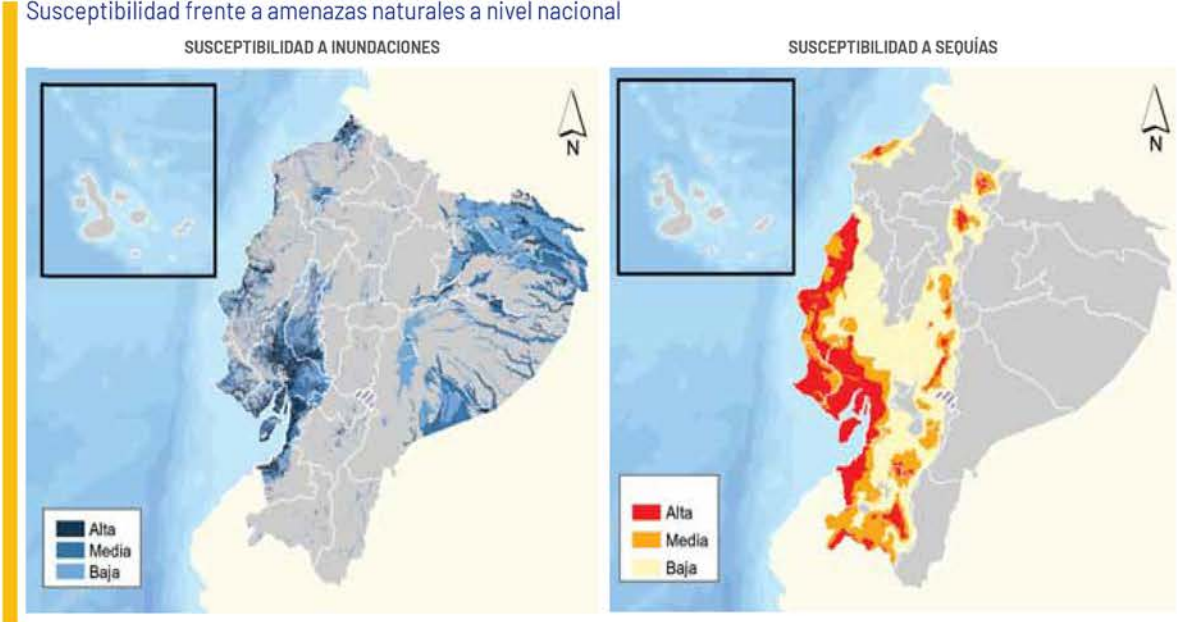 Susceptibilidad frente a amenazas naturales a nivel nacional
SUSCEPTIBILIDAD A INUNDACIONES
N
Alta
Media
Baja
SUSCEPTIBILIDAD A SEQUÍAS
N
Alta
Media
Baja